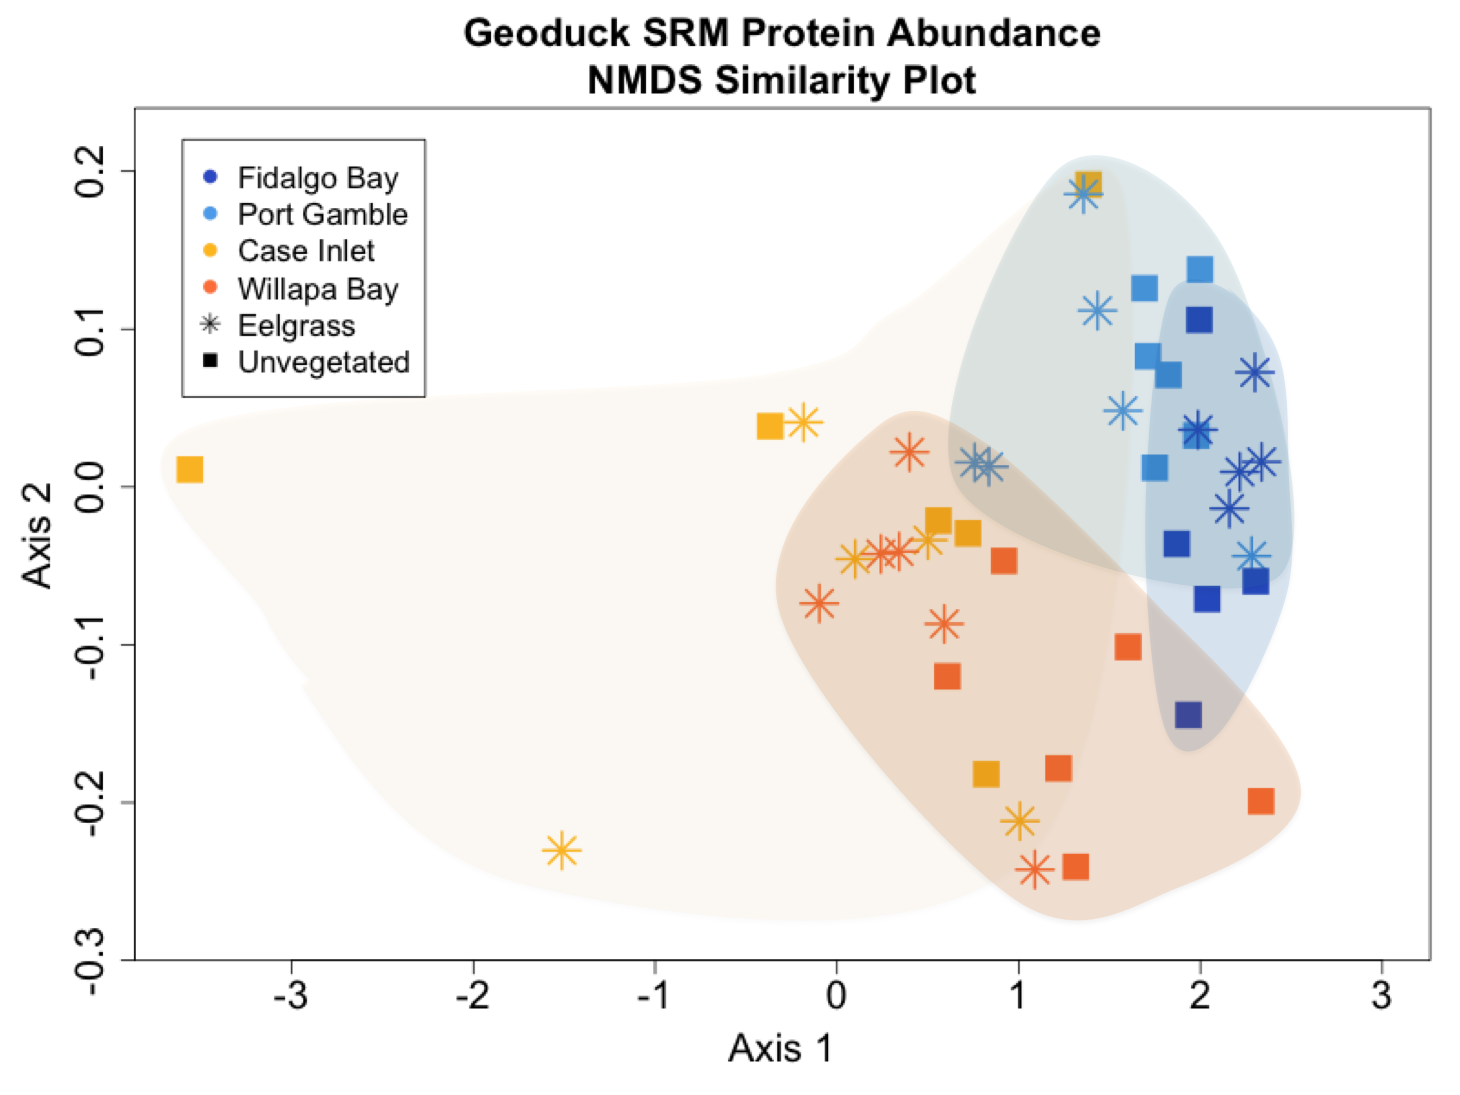 Geoduck SRM Protein Abundance
NMDS Similarity Plot
Fidalgo Bay
Port Gamble
Case Inlet
Willapa Bay
Eelgrass
Unvegetated
0.2
0.1
0.0
-0.1
-0.2
-0.3
Axis 2
-3 -2 -1 0 1 2 3
Axis 1